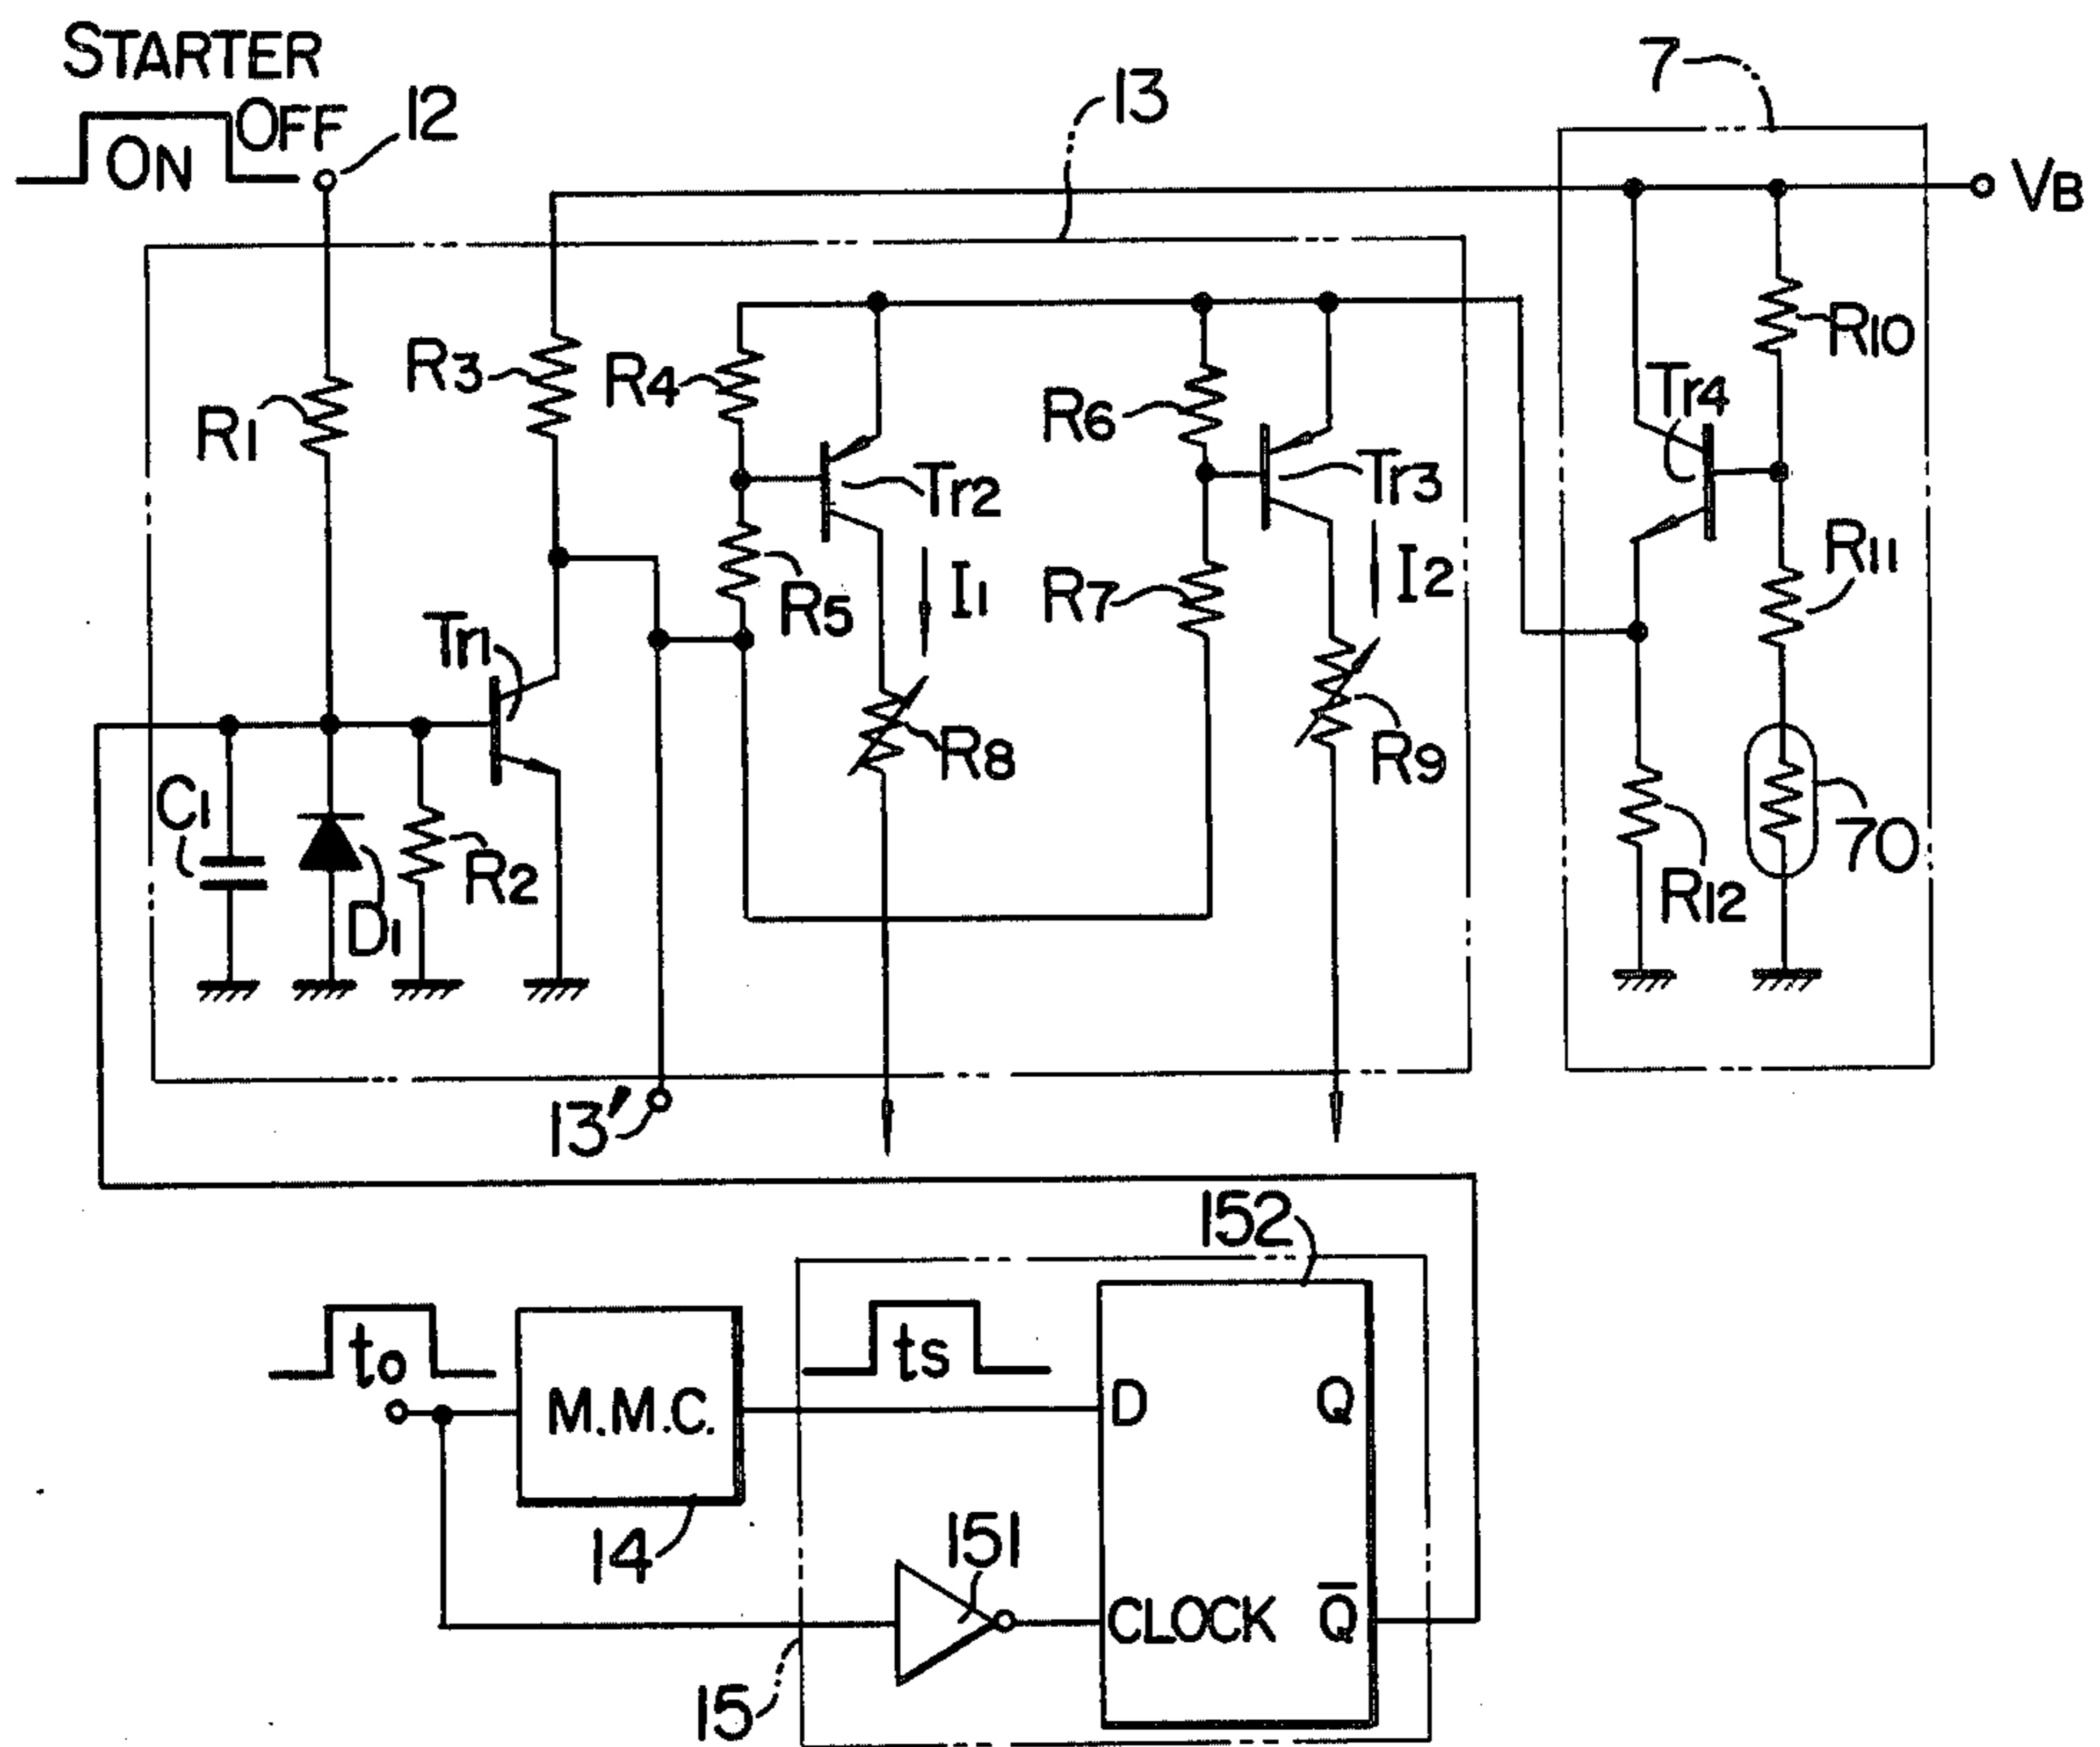 STARTER
OFF
ON
12
13
7
VB
R1
R3
R4
Tr2
R5
I1
R6
Tr3
R7
I2
R10
Tr4
R11
Tr1
R8
R9
C1
D1
R2
R12
70
13'
152
to
M.M.C.
ts
D
Q
14
151
CLOCK
Q̅
15